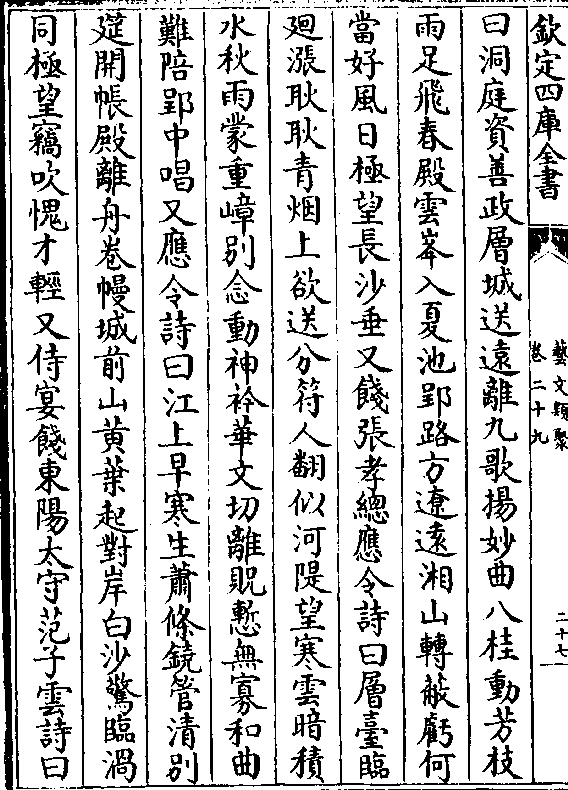 欽定四庫全書
藝文類聚
卷二十九
二十七
曰洞庭資善政層城送遠離九歌揚妙曲八桂動芳枝
雨足飛春殿雲峯入夏池郢路方遼遠湘山轉蔽虧何
當好風日極望長沙垂又餞張孝總應令詩曰層臺臨
廻漲耿耿青烟上欲送分符人翻似河隄望寒雲暗積
水秋雨蒙重嶂别念動神衿華文切離貺慙無寡和曲
難陪郢中唱又應令詩曰江上早寒生蕭條鐃管清别
筵開帳殿離舟卷幔城前山黄葉起對岸白沙驚臨渦
同極望竊吹愧才輕又侍宴餞東陽太守范子雲詩曰